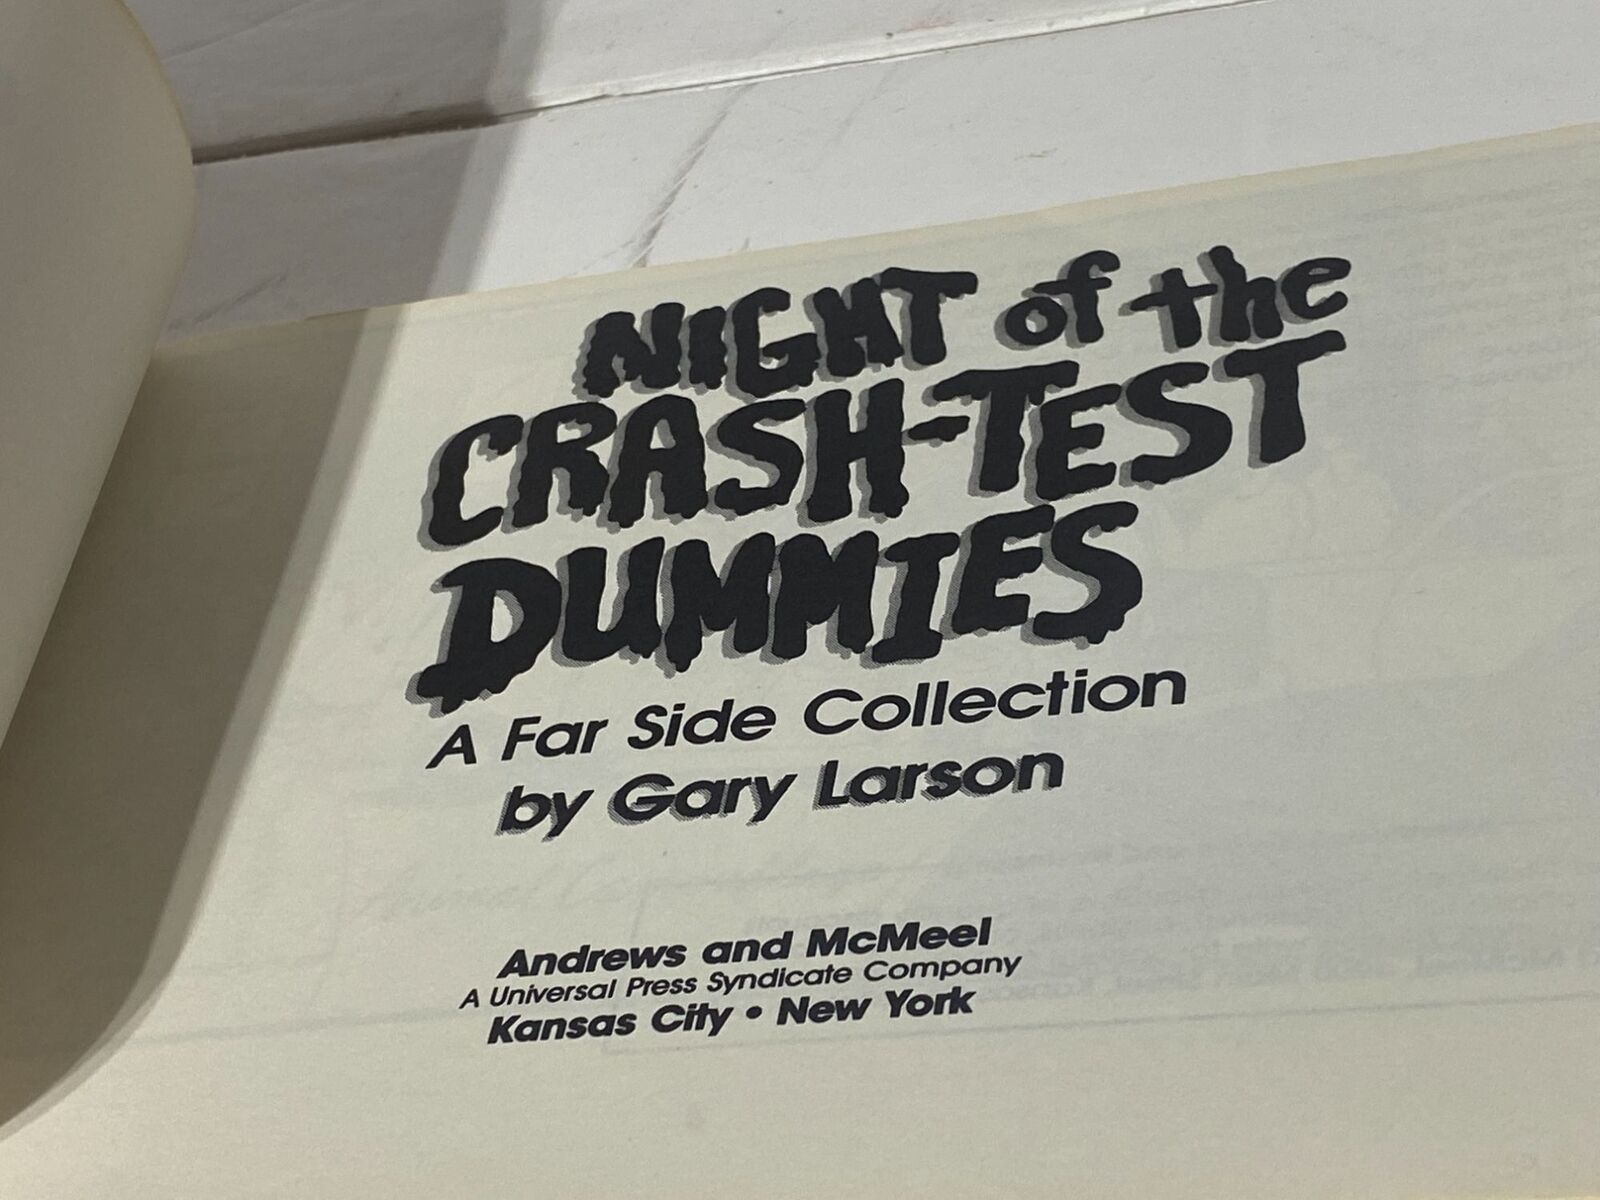 NIGHT of the
CRASH-TEST
DUMMIES
A Far Side Collection
by Gary Larson
Andrews and McMeel
A Universal Press Syndicate Company
Kansas City • New York